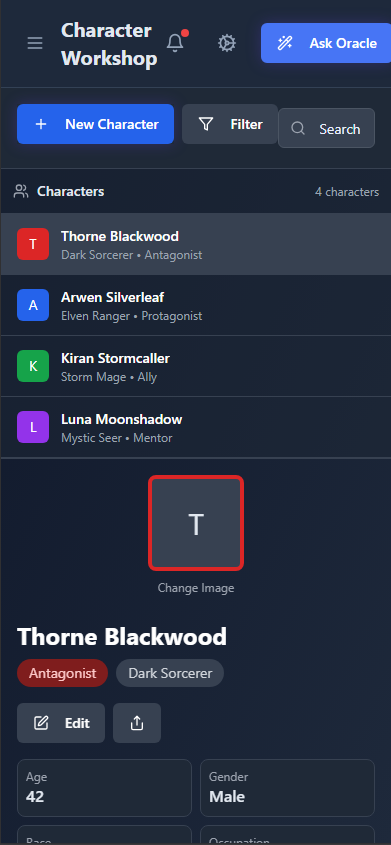 Character
Workshop
Ask Oracle
New Character
Filter
Search
Characters
4 characters
T
Thorne Blackwood
Dark Sorcerer • Antagonist
A
Arwen Silverleaf
Elven Ranger • Protagonist
K
Kiran Stormcaller
Storm Mage • Ally
L
Luna Moonshadow
Mystic Seer • Mentor
T
Change Image
Thorne Blackwood
Antagonist
Dark Sorcerer
Edit
Age
42
Gender
Male
Race
Occupation